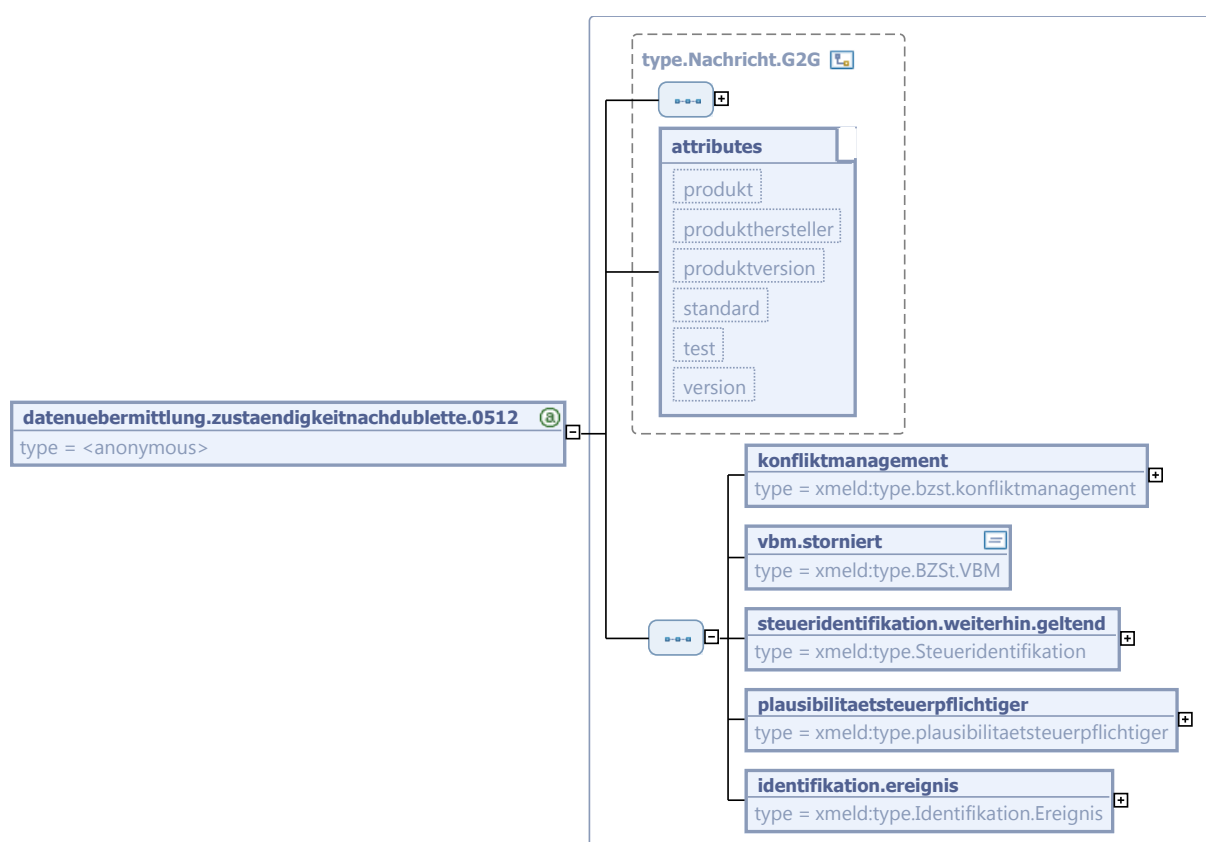 type.Nachricht.G2G
attributes
produkt
produkthersteller
produktversion
standard
test
version
datenuebermittlung.zustaendigkeitnachdublette.0512
type = <anonymous>
konfliktmanagement
type = xmeld:type.bzst.konfliktmanagement
vbm.storniert
type = xmeld:type.BZSt.VBM
steueridentifikation.weiterhin.geltend
type = xmeld:type.Steueridentifikation
plausibilitaetsteuerpflichtiger
type = xmeld:type.plausibilitaetsteuerpflichtiger
identifikation.ereignis
type = xmeld:type.Identifikation.Ereignis